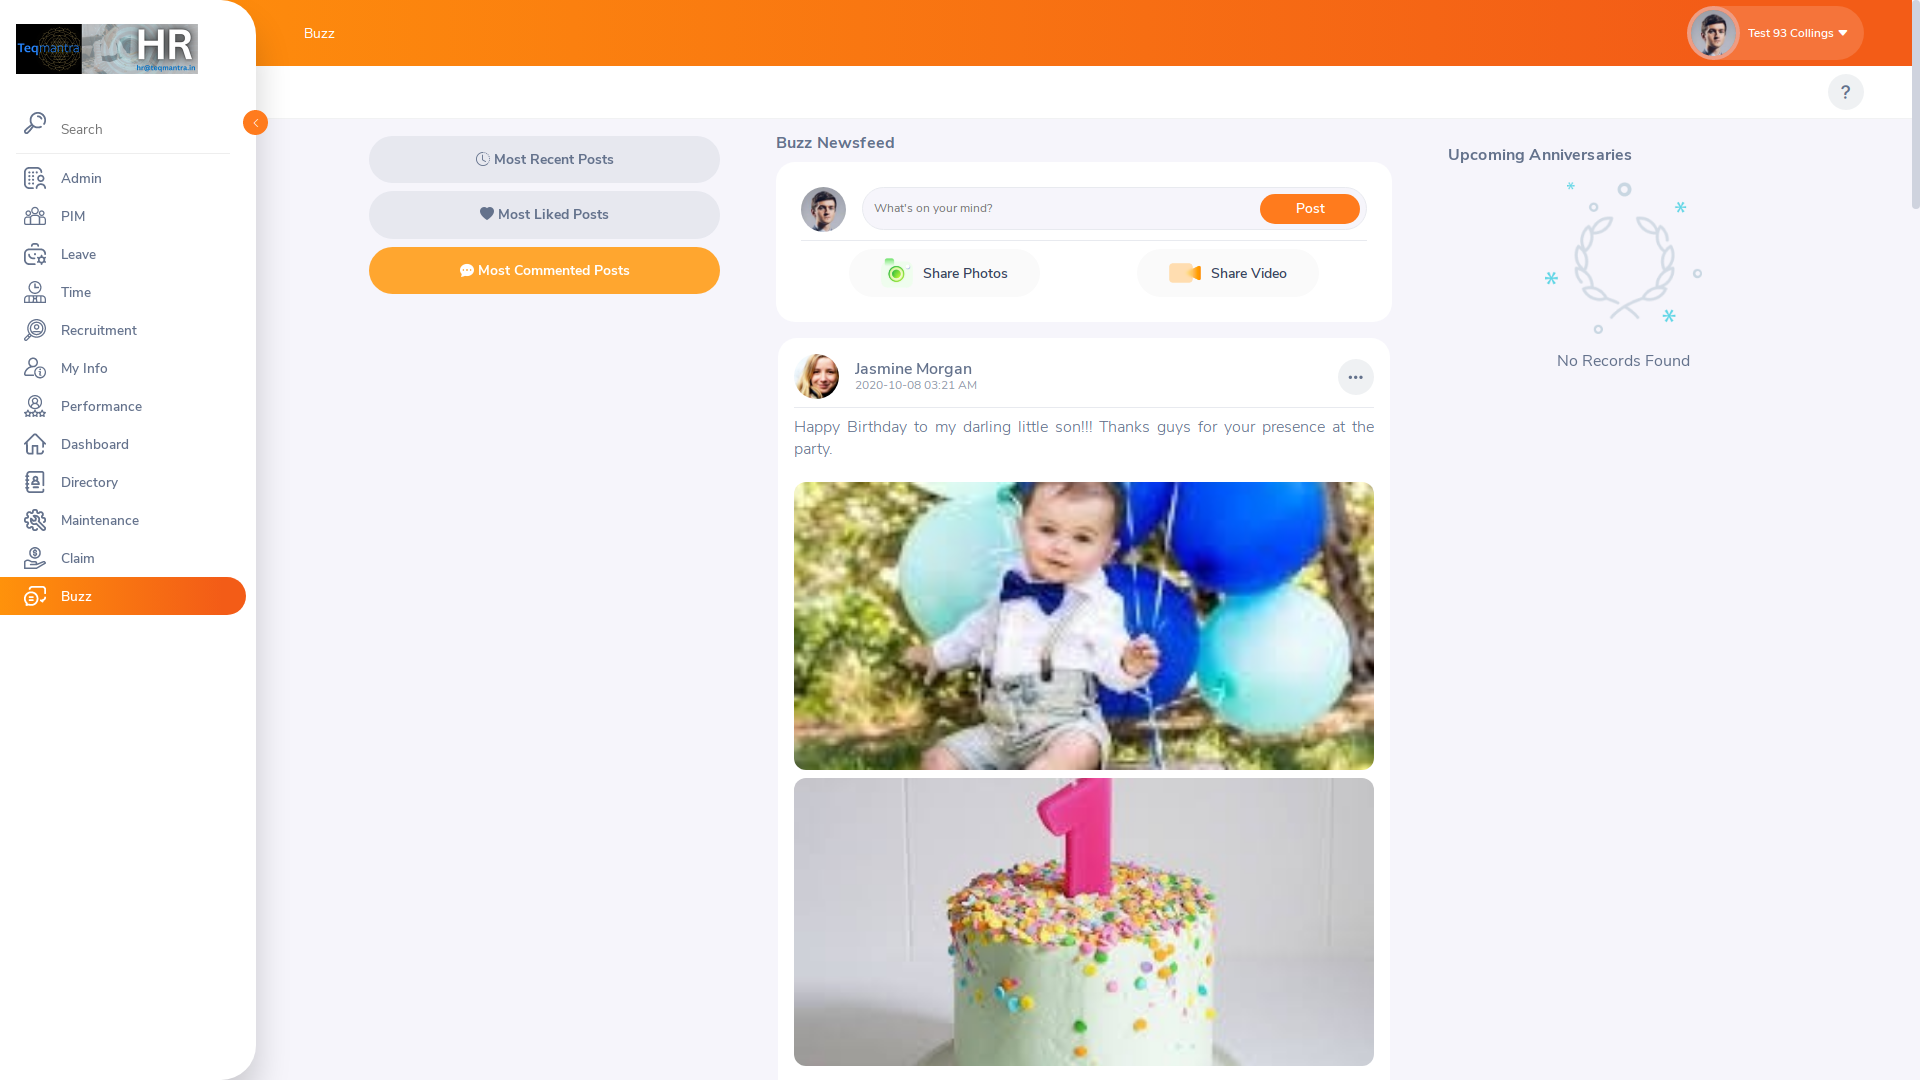 Teqmantra
HR
hr@teqmantra.in
Search
Admin
PIM
Leave
Time
Recruitment
My Info
Performance
Dashboard
Directory
Maintenance
Claim
Buzz
Buzz
Test 93 Collings
?
Most Recent Posts
Most Liked Posts
Most Commented Posts
Buzz Newsfeed
What's on your mind?
Post
Share Photos
Share Video
Jasmine Morgan
2020-10-08 03:21 AM
Happy Birthday to my darling little son!!! Thanks guys for your presence at the
party.
1
Upcoming Anniversaries
No Records Found